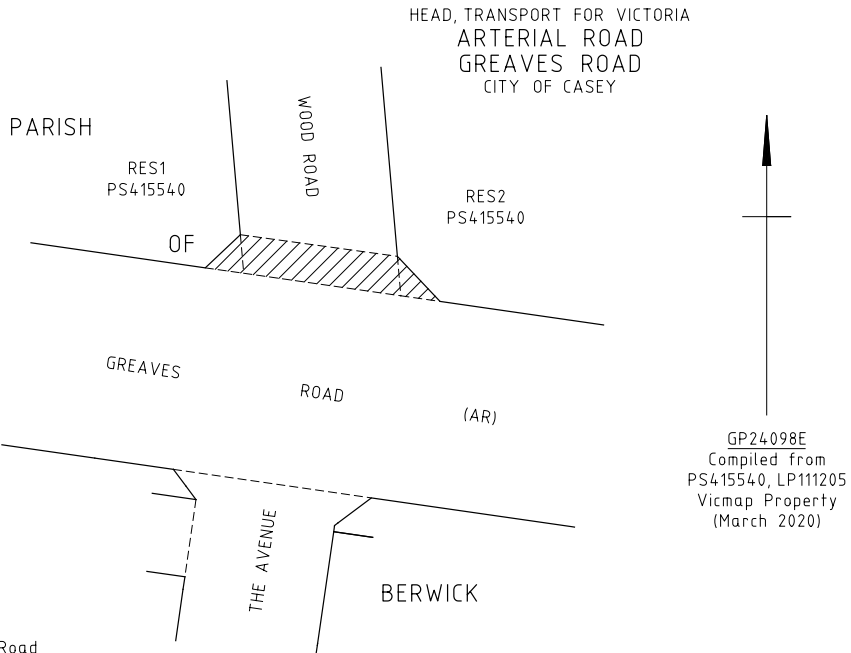 HEAD, TRANSPORT FOR VICTORIA
ARTERIAL ROAD
GREAVES ROAD
CITY OF CASEY
PARISH
WOOD ROAD
RES1
PS415540
RES2
PS415540
OF
GREAVES ROAD (AR)
GP24098E
Compiled from
PS415540, LP111205
Vicmap Property
(March 2020)
THE AVENUE
BERWICK
Road